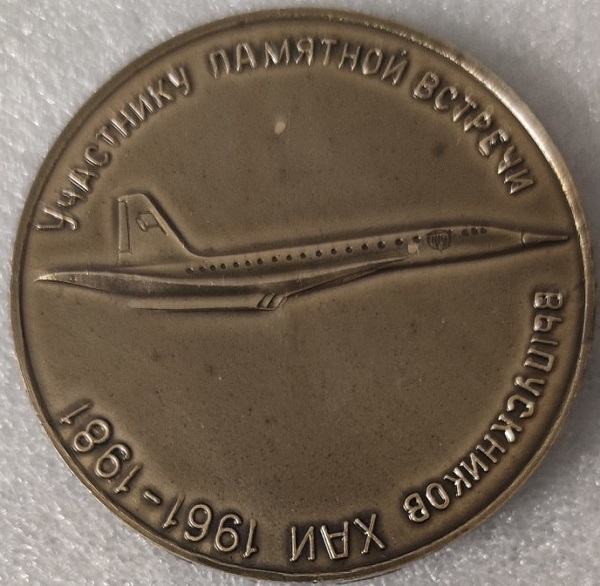 УЧАСТНИКУ ПАМЯТНОЙ ВСТРЕЧИ
ВЫПУСКНИКОВ ХАИ 1961-1981